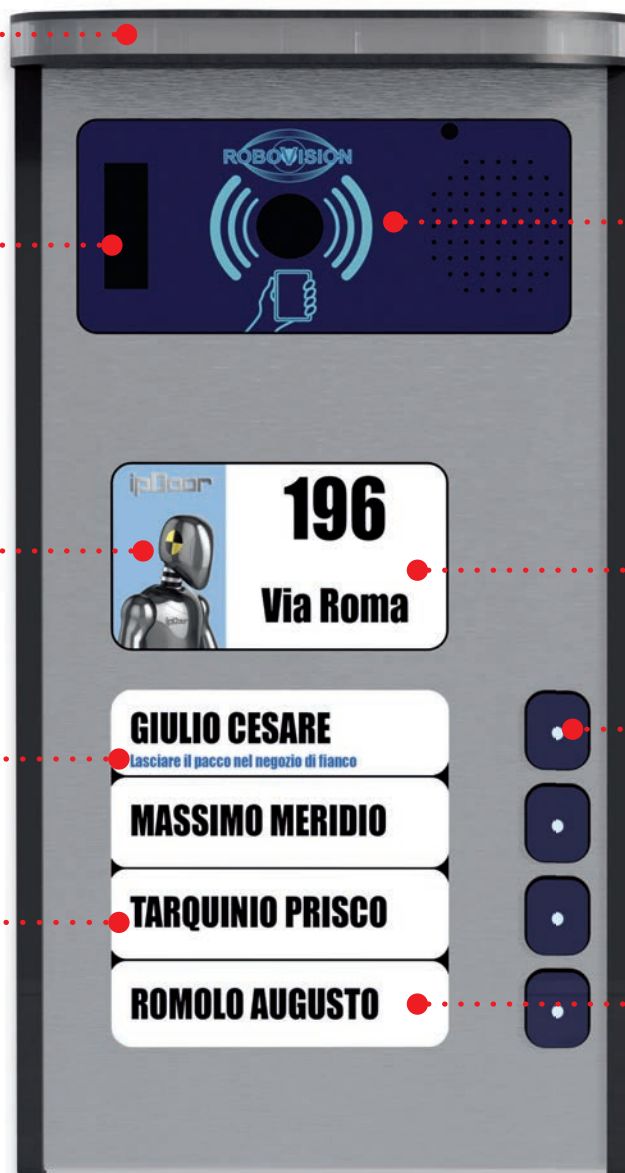 ROBOVISION
ipDoor
196
Via Roma
ipDoor
GIULIO CESARE
Lasciare il pacco nel negozio di fianco
MASSIMO MERIDIO
TARQUINIO PRISCO
ROMOLO AUGUSTO